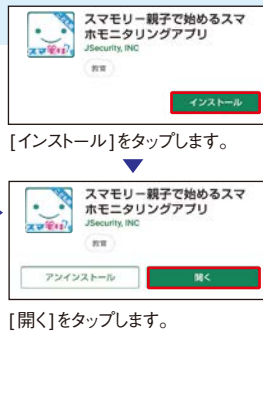 スマモリー親子で始めるスマ
ホモニタリングアプリ
JSecurity, INC
教育
インストール
[インストール]をタップします。
スマモリー親子で始めるスマ
ホモニタリングアプリ
JSecurity, INC
教育
アンインストール
開く
[開く]をタップします。